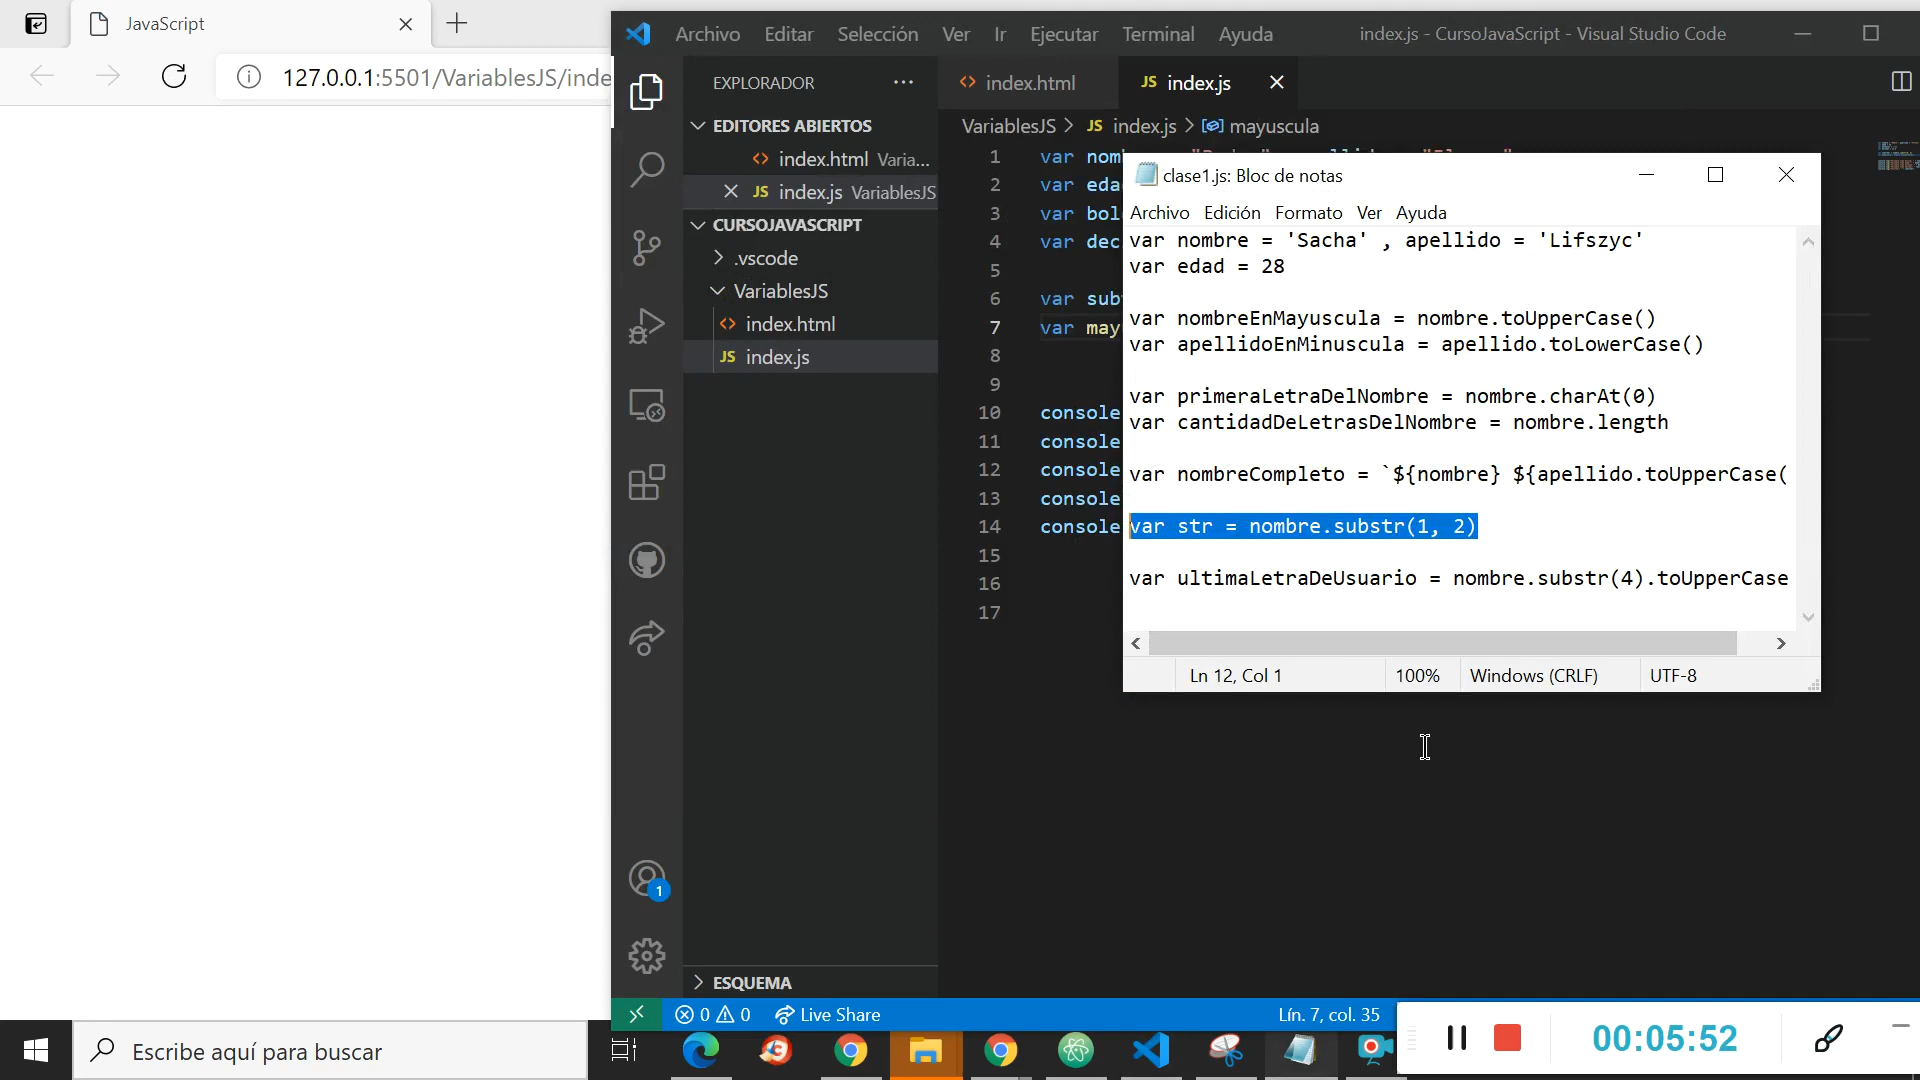 JavaScript
127.0.0.1:5501/VariablesJS/inde
Archivo Editar Selección Ver Ir Ejecutar Terminal Ayuda
index.js - CursoJavaScript - Visual Studio Code
EXPLORADOR
EDITORES ABIERTOS
index.html Varia...
JS index.js VariablesJS
CURSOJAVASCRIPT
.vscode
VariablesJS
index.html
JS index.js
ESQUEMA
index.html
JS index.js
VariablesJS > JS index.js > mayuscula
1 var nom
2 var eda
3 var bol
4 var dec
5
6 var sub
7 var may
8
9
10 console
11 console
12 console
13 console
14 console
15
16
17
clase1.js: Bloc de notas
Archivo Edición Formato Ver Ayuda
var nombre = 'Sacha' , apellido = 'Lifszyc'
var edad = 28
var nombreEnMayuscula = nombre.toUpperCase()
var apellidoEnMinuscula = apellido.toLowerCase()
var primeraLetraDelNombre = nombre.charAt(0)
var cantidadDeLetrasDelNombre = nombre.length
var nombreCompleto = `${nombre} ${apellido.toUpperCase(
var str = nombre.substr(1, 2)
var ultimaLetraDeUsuario = nombre.substr(4).toUpperCase
Ln 12, Col 1 100% Windows (CRLF) UTF-8
1
0 0 Live Share
Lín. 7, col. 35
Escribe aquí para buscar
00:05:52